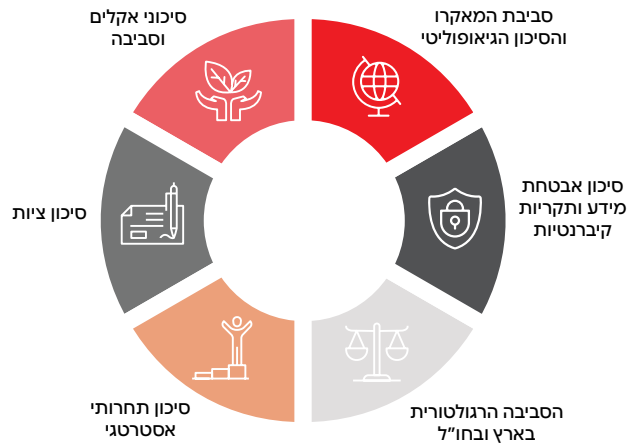 סביבת המאקרו
והסיכון הגיאופוליטי
סיכון אבטחת
מידע ותקריות
קיברנטיות
הסביבה הרגולטורית
בארץ ובחו״ל
סיכון תחרותי
אסטרטגי
סיכון ציות
סיכוני אקלים
וסביבה